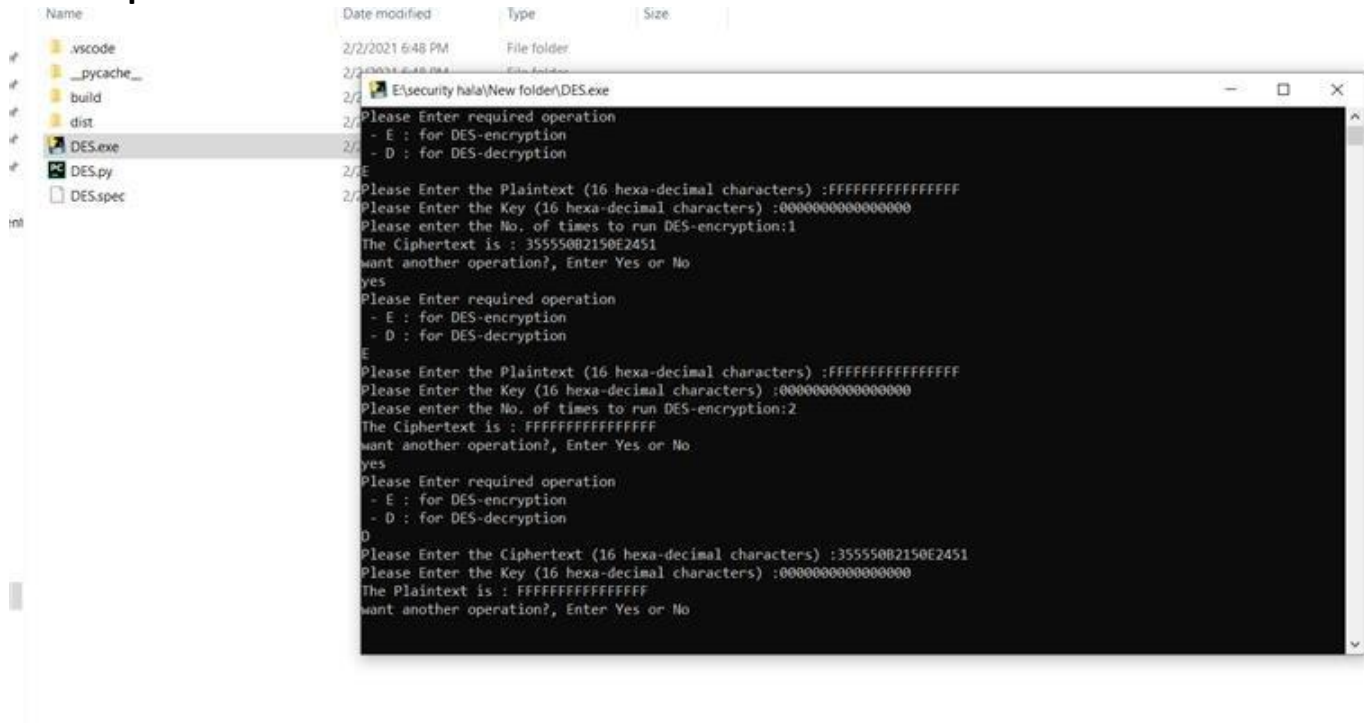 Name Date modified Type Size
.vscode 2/2/2021 6:48 PM File folder
__pycache__
build
dist
DES.exe
DES.py
DES.spec
E:\security hala\New folder\DES.exe
Please Enter required operation
- E : for DES-encryption
- D : for DES-decryption
E
Please Enter the Plaintext (16 hexa-decimal characters) :FFFFFFFFFFFFFFFF
Please Enter the Key (16 hexa-decimal characters) :0000000000000000
Please enter the No. of times to run DES-encryption:1
The Ciphertext is : 355550B2150E2451
want another operation?, Enter Yes or No
yes
Please Enter required operation
- E : for DES-encryption
- D : for DES-decryption
E
Please Enter the Plaintext (16 hexa-decimal characters) :FFFFFFFFFFFFFFFF
Please Enter the Key (16 hexa-decimal characters) :0000000000000000
Please enter the No. of times to run DES-encryption:2
The Ciphertext is : FFFFFFFFFFFFFFFF
want another operation?, Enter Yes or No
yes
Please Enter required operation
- E : for DES-encryption
- D : for DES-decryption
D
Please Enter the Ciphertext (16 hexa-decimal characters) :355550B2150E2451
Please Enter the Key (16 hexa-decimal characters) :0000000000000000
The Plaintext is : FFFFFFFFFFFFFFFF
want another operation?, Enter Yes or No